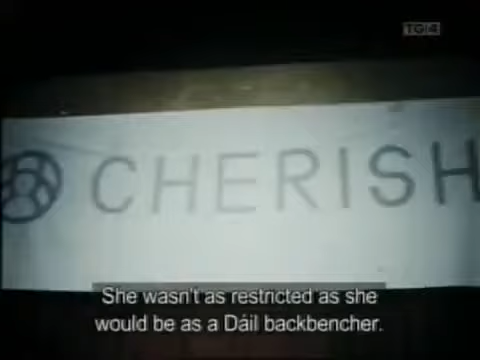 TG4
CHERISH
She wasn't as restricted as she
would be as a Dáil backbencher.